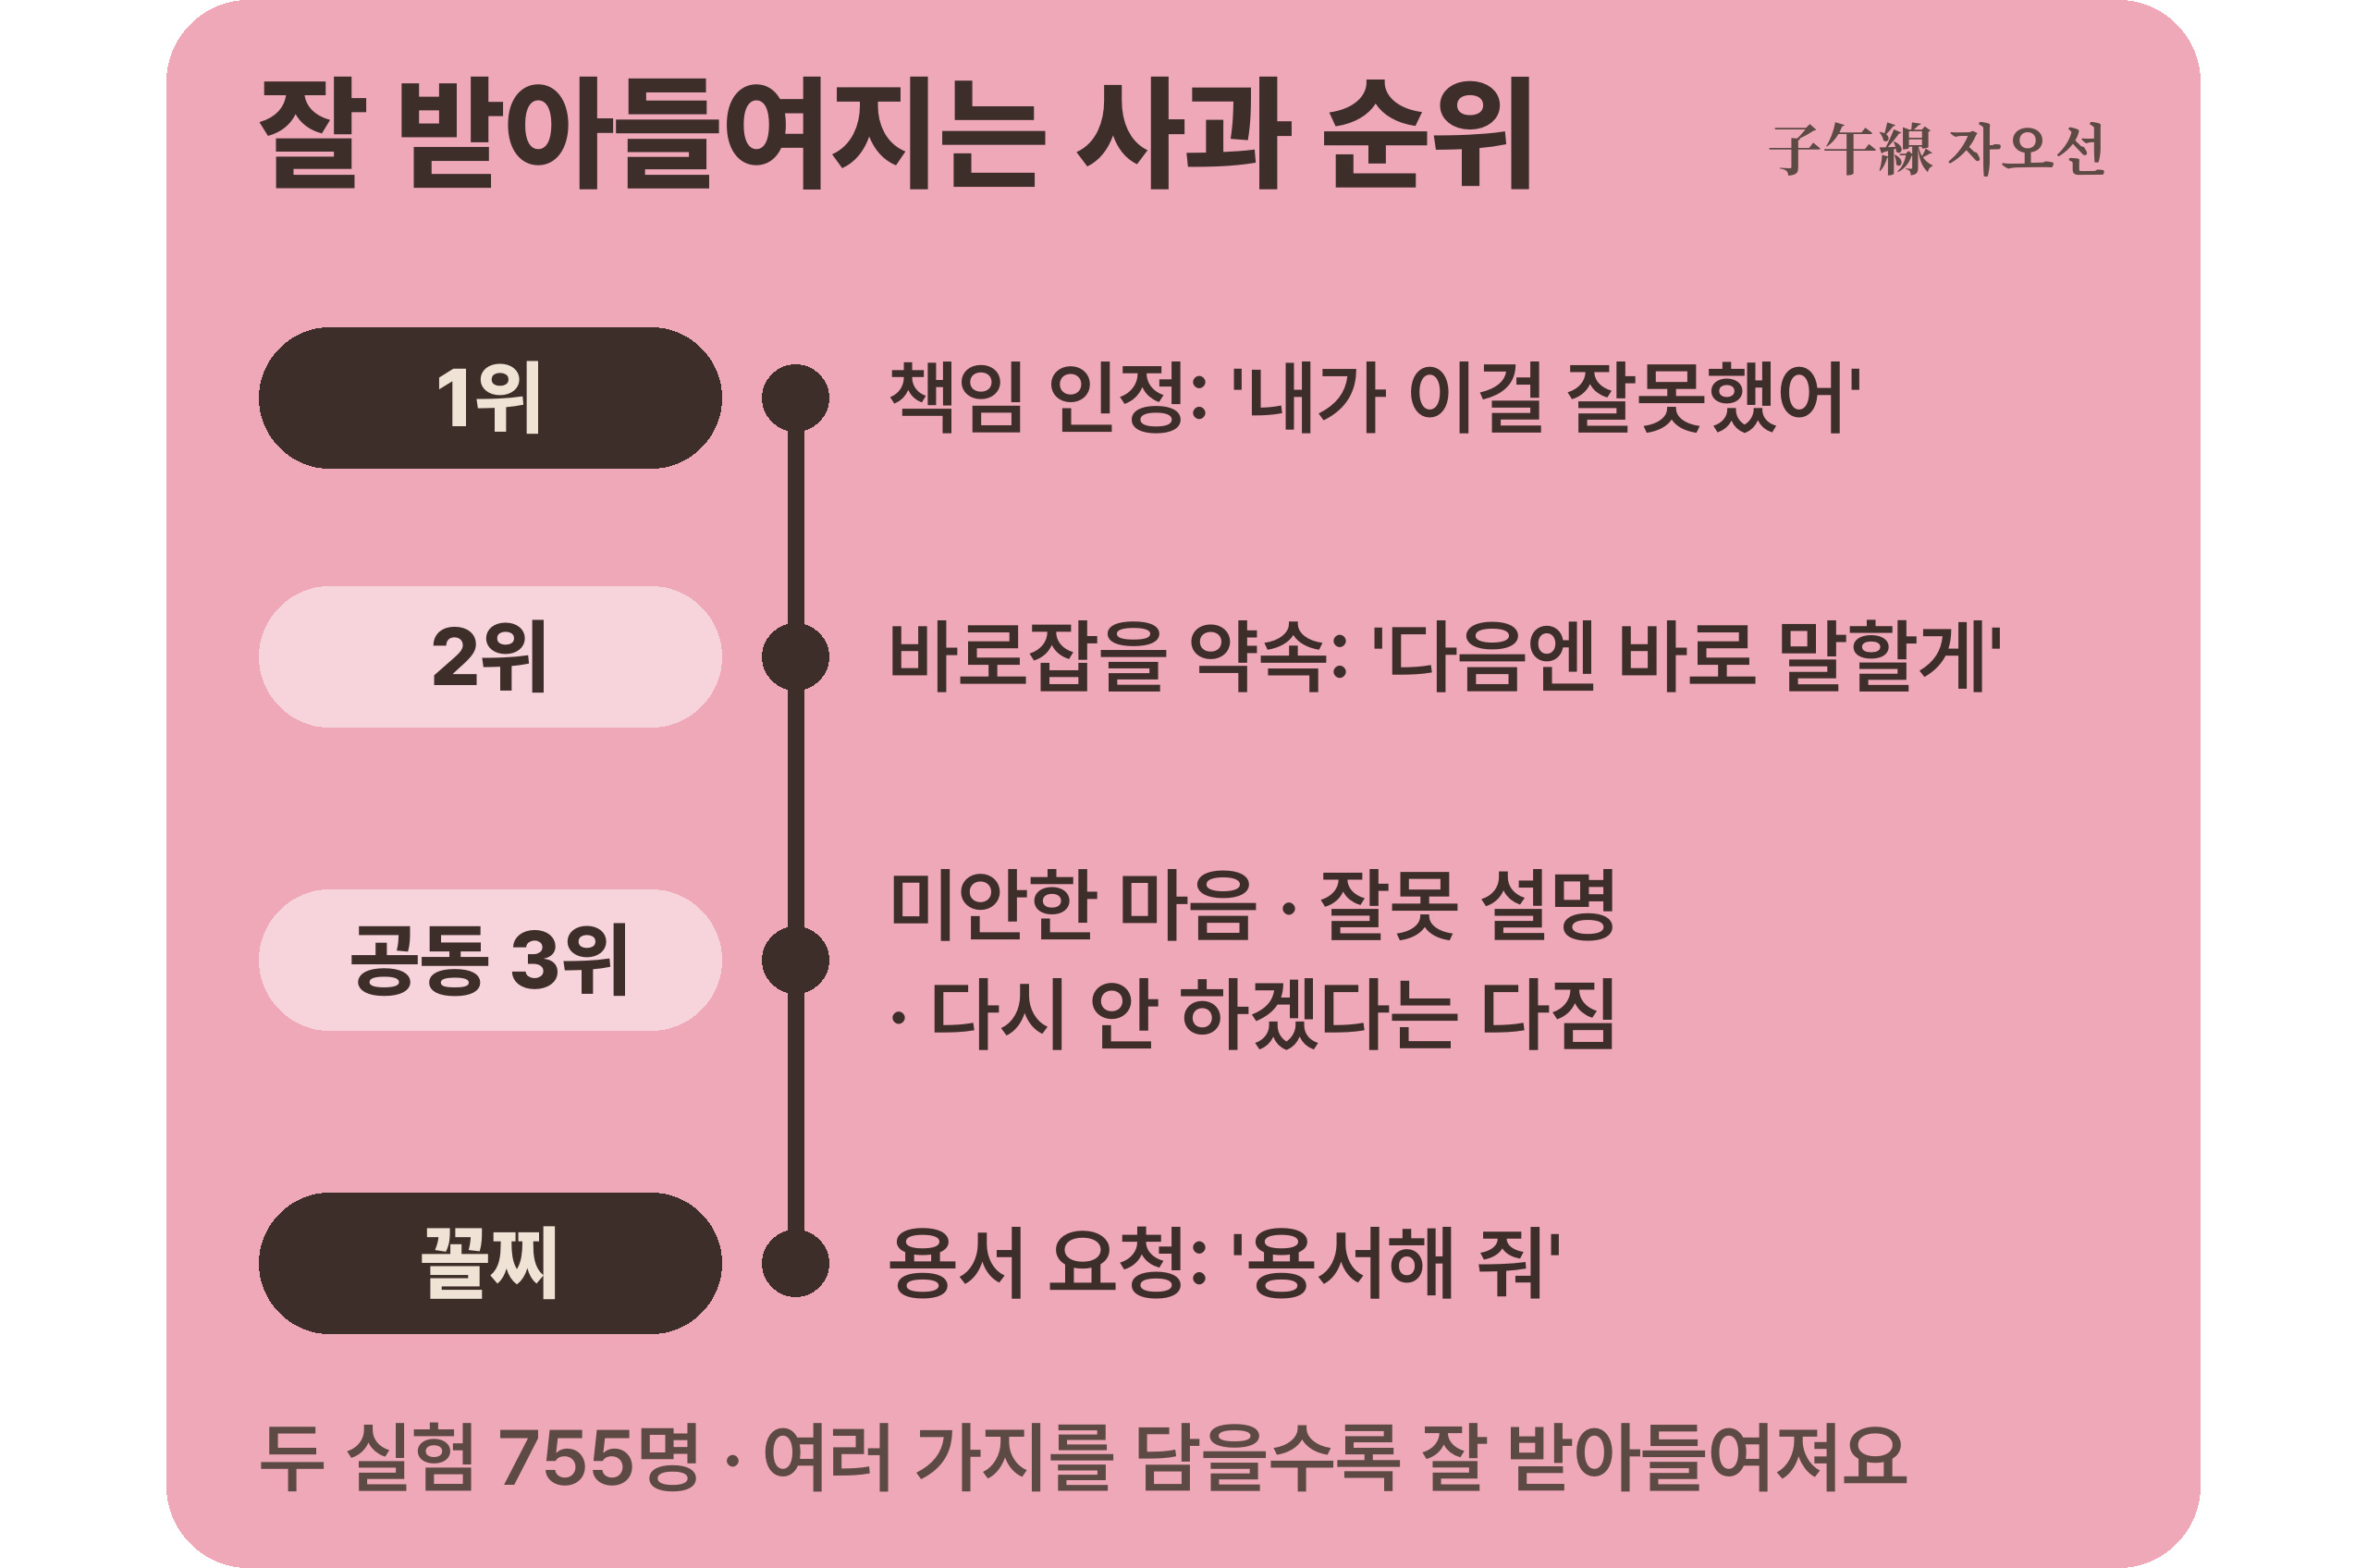 잘 받아들여지는 사과 순위
子午線 자오선
1위
책임 인정: '내가 이걸 잘못했어'
2위
바로잡을 약속: '다음엔 바로 말할게'
공동 3위
미안한 마음 · 잘못 설명
· 다시 안 하겠다는 다짐
꼴찌
용서 요청: '용서해 줘'
두 실험 755명 · 여러 가지를 담을수록 잘 받아들여져요